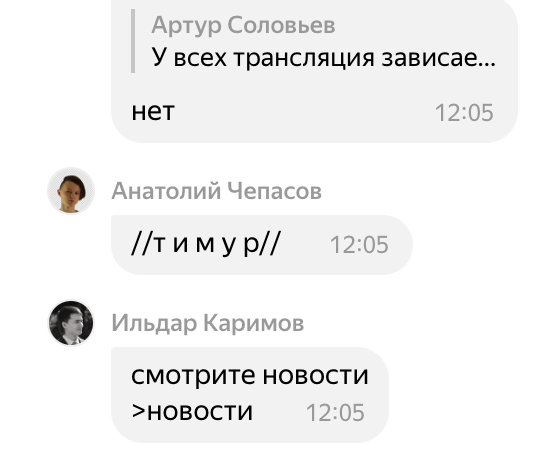 Артур Соловьев
У всех трансляция зависае...
нет 12:05
Анатолий Чепасов
//т и м у р// 12:05
Ильдар Каримов
смотрите новости
>новости 12:05